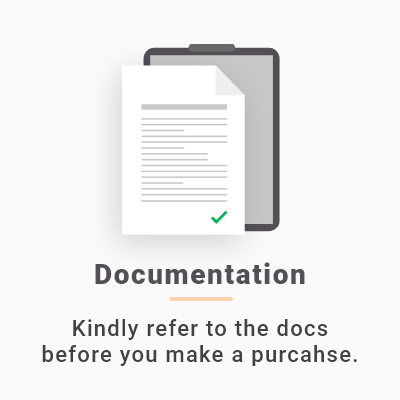 Documentation
Kindly refer to the docs
before you make a purcahse.